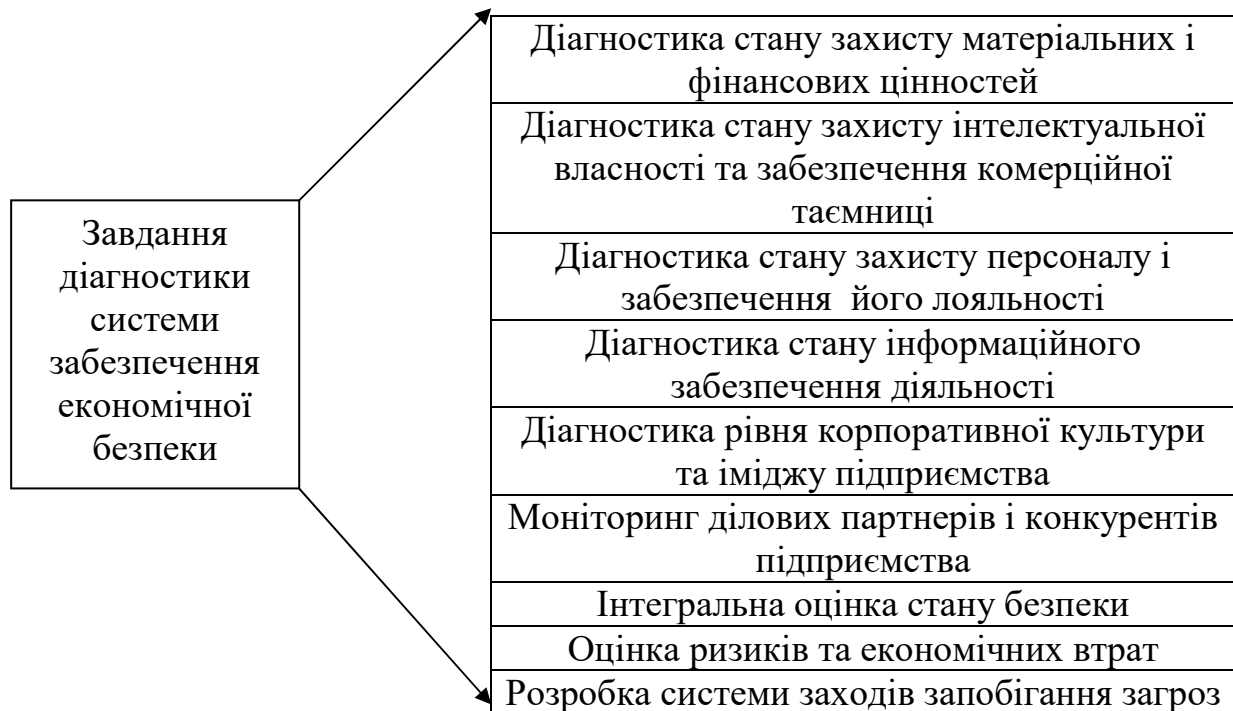 Завдання
діагностики
системи
забезпечення
економічної
безпеки
Діагностика стану захисту матеріальних і
фінансових цінностей
Діагностика стану захисту інтелектуальної
власності та забезпечення комерційної
таємниці
Діагностика стану захисту персоналу і
забезпечення його лояльності
Діагностика стану інформаційного
забезпечення діяльності
Діагностика рівня корпоративної культури
та іміджу підприємства
Моніторинг ділових партнерів і конкурентів
підприємства
Інтегральна оцінка стану безпеки
Оцінка ризиків та економічних втрат
Розробка системи заходів запобігання загроз